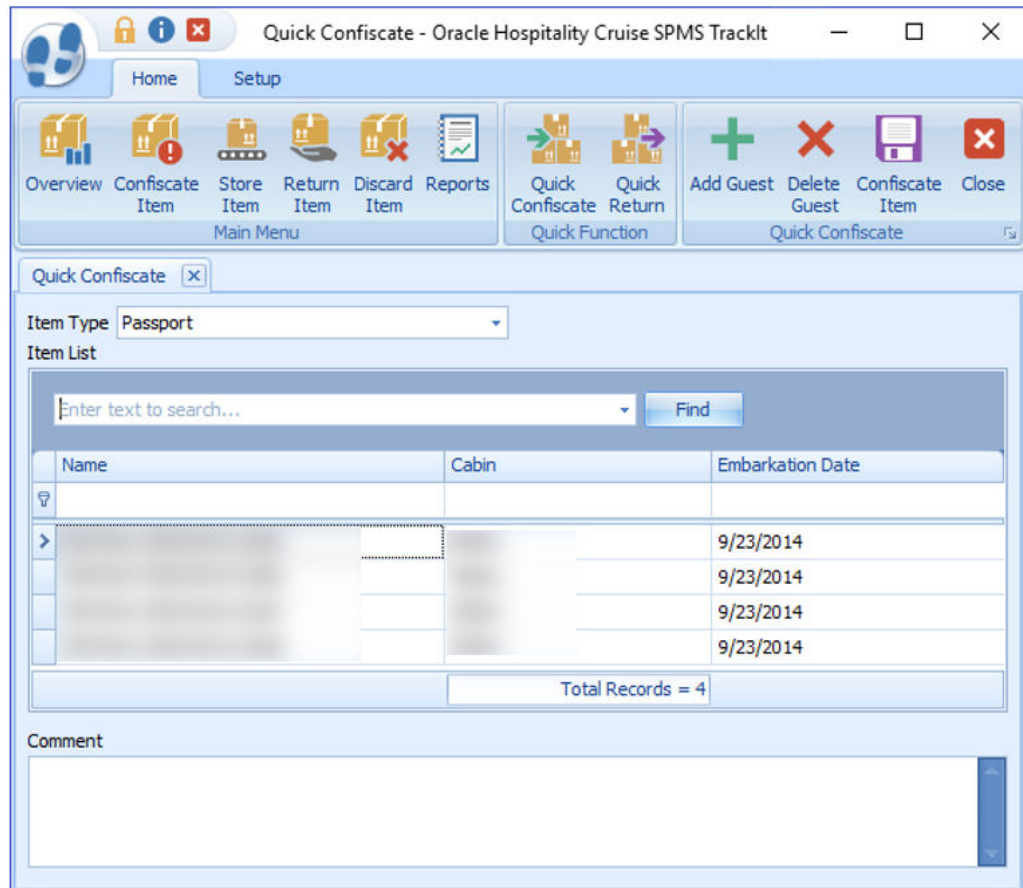 Quick Confiscate - Oracle Hospitality Cruise SPMS TrackIt
Home Setup
Overview Confiscate Item Store Item Return Item Discard Item Reports Quick Confiscate Quick Return Add Guest Delete Guest Confiscate Item Close
Main Menu Quick Function Quick Confiscate
Quick Confiscate
Item Type Passport
Item List
Enter text to search... Find
Name Cabin Embarkation Date
9/23/2014
9/23/2014
9/23/2014
9/23/2014
Total Records = 4
Comment